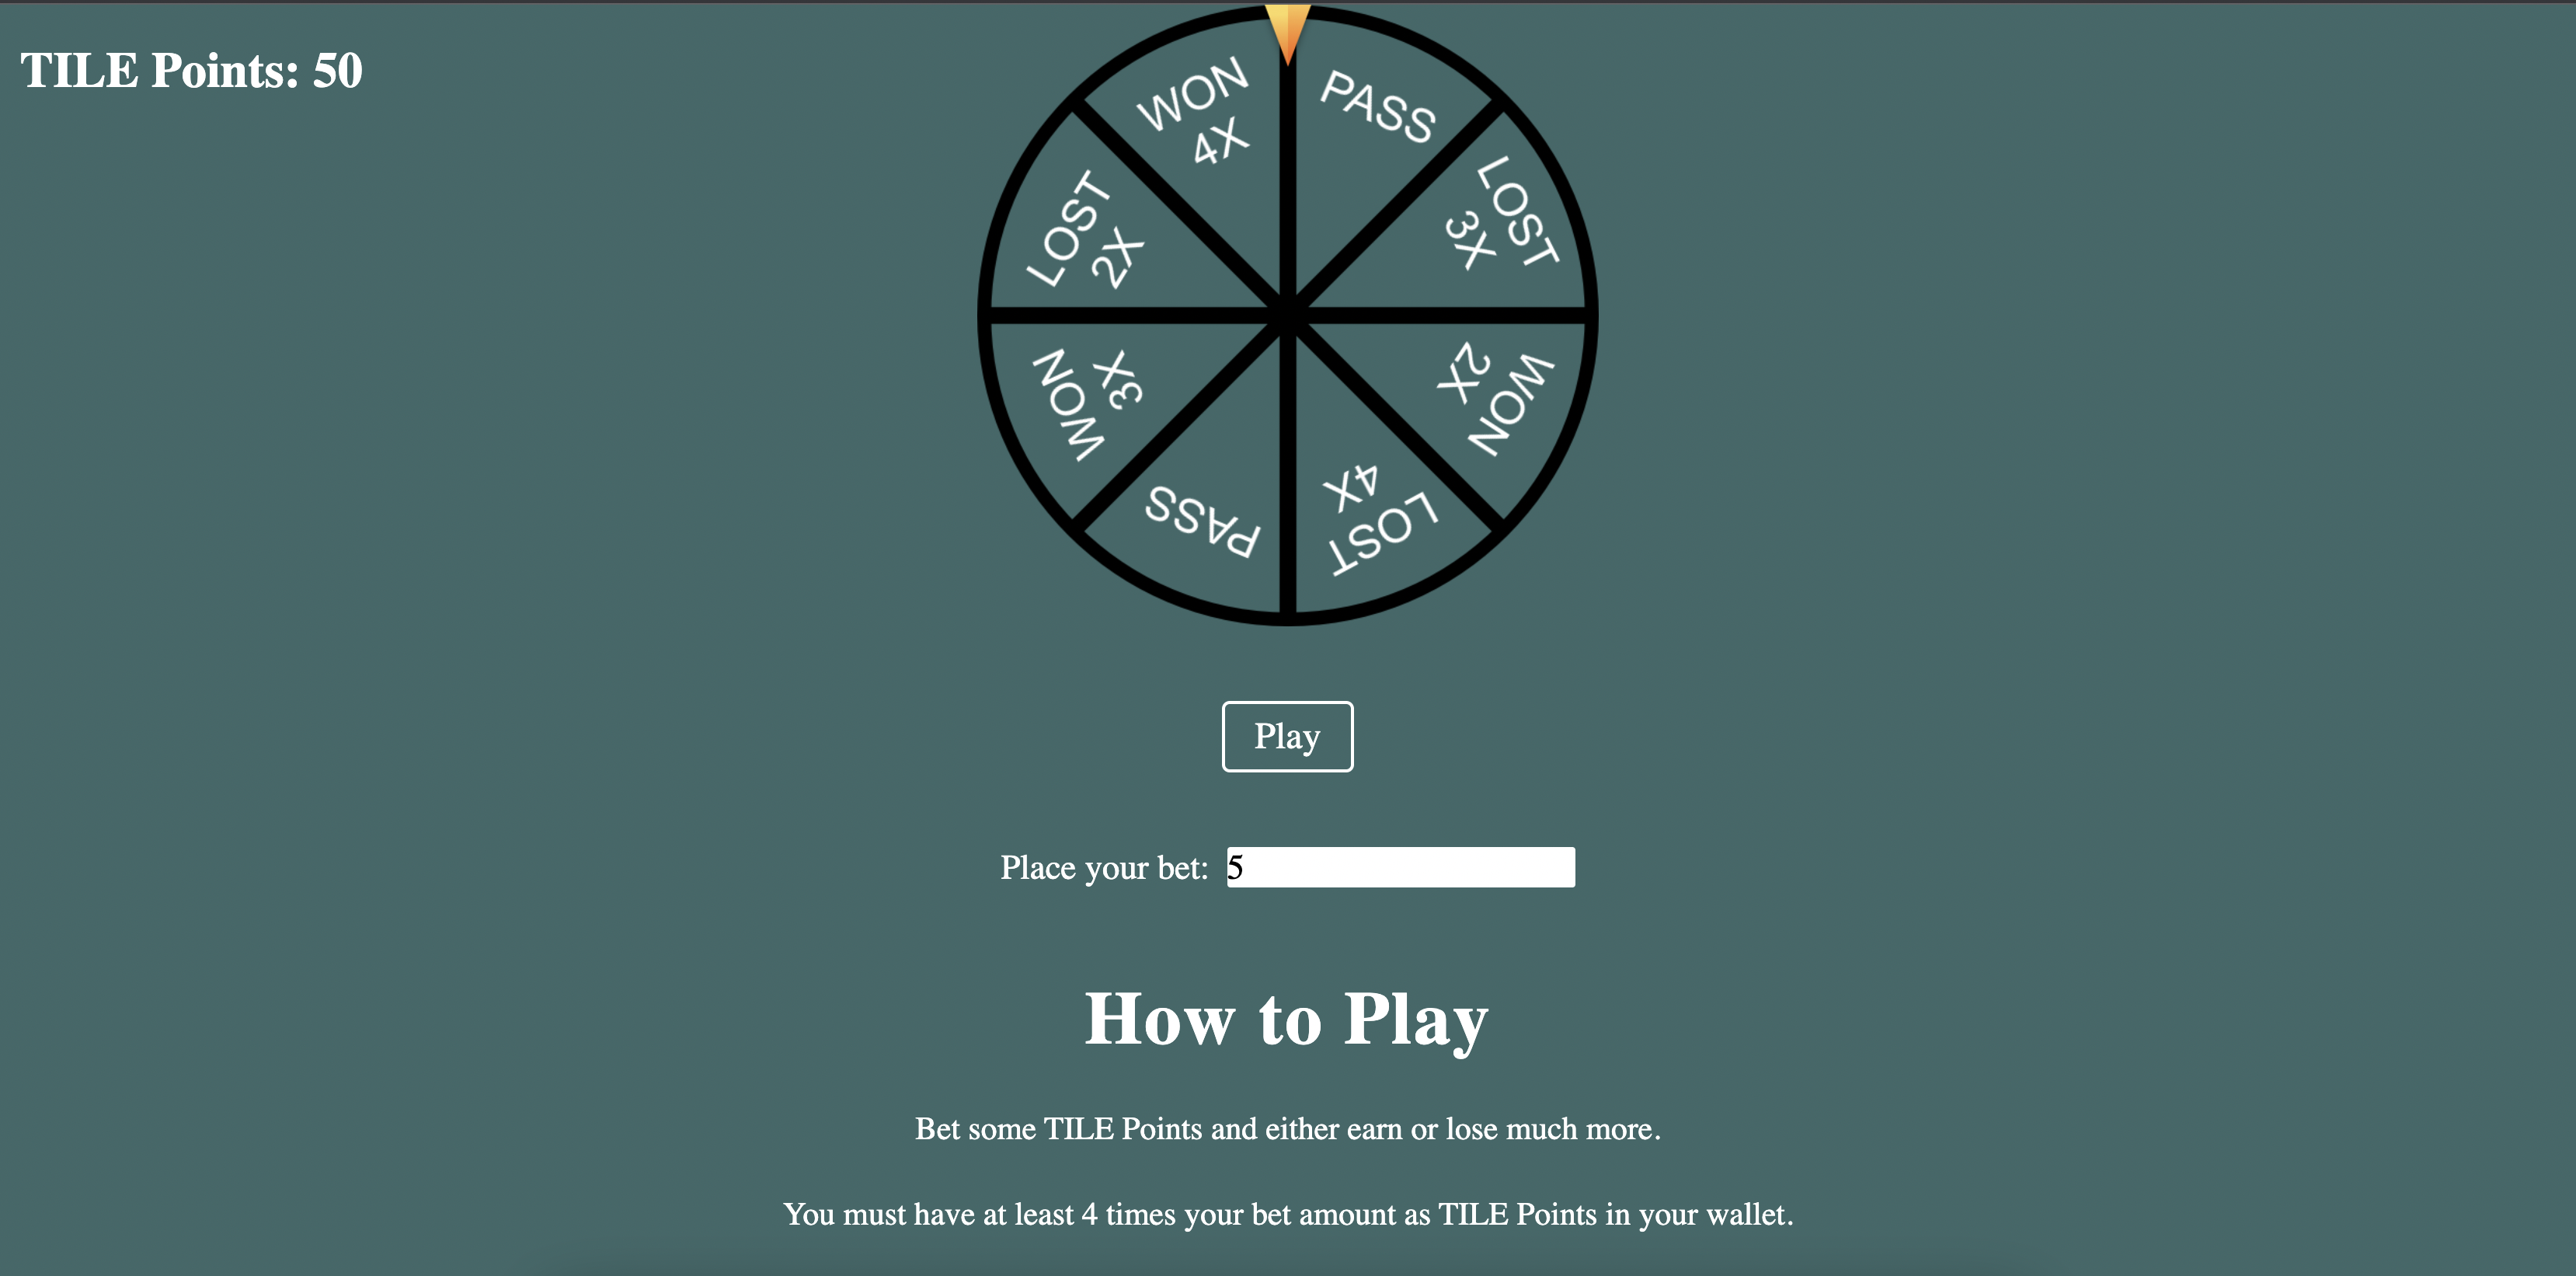 TILE Points: 50
WON
4X
PASS
LOST
3X
WON
2X
LOST
4X
PASS
WON
3X
LOST
2X
Play
Place your bet: 5
How to Play
Bet some TILE Points and either earn or lose much more.
You must have at least 4 times your bet amount as TILE Points in your wallet.